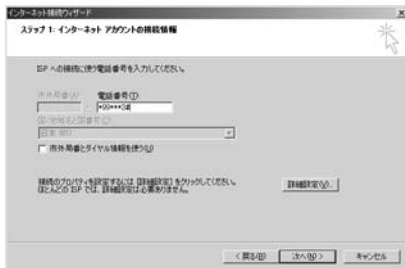 インターネット接続ウィザード
ステップ 1: インターネット アカウントの接続情報
ISP への接続に使う電話番号を入力してください。
市外局番(A): 電話番号(T):
*99***3#
国/地域名と国番号(C):
日本 (81)
市外局番とダイヤル情報を使う(U)
接続のプロパティを設定するには [詳細設定] をクリックしてください。
ほとんどの ISP では、詳細設定は必要ありません。
詳細設定(V)...
< 戻る(B) 次へ(N) > キャンセル